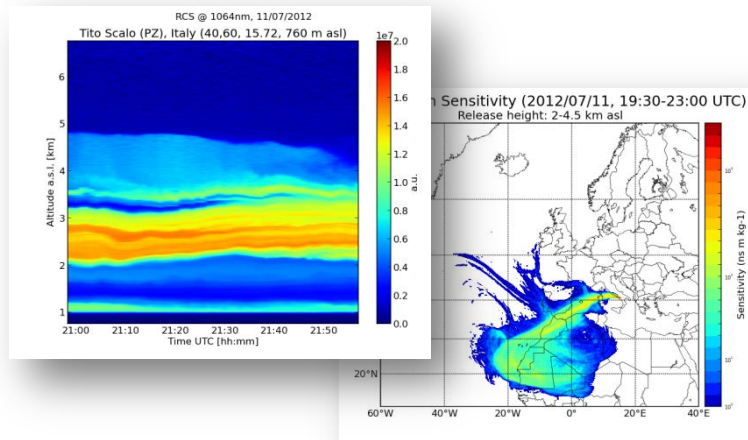 RCS @ 1064nm, 11/07/2012
Tito Scalo (PZ), Italy (40,60, 15.72, 760 m asl)
1e7
6
5
4
3
2
1
Altitude a.s.l. [km]
21:00 21:10 21:20 21:30 21:40 21:50
Time UTC [hh:mm]
2.0
1.8
1.6
1.4
1.2
1.0
0.8
0.6
0.4
0.2
0.0
a.u.
n Sensitivity (2012/07/11, 19:30-23:00 UTC)
Release height: 2-4.5 km asl
20°N
60°W 40°W 20°W 0°C 20°E 40°E
Sensitivity (ns m kg-1)